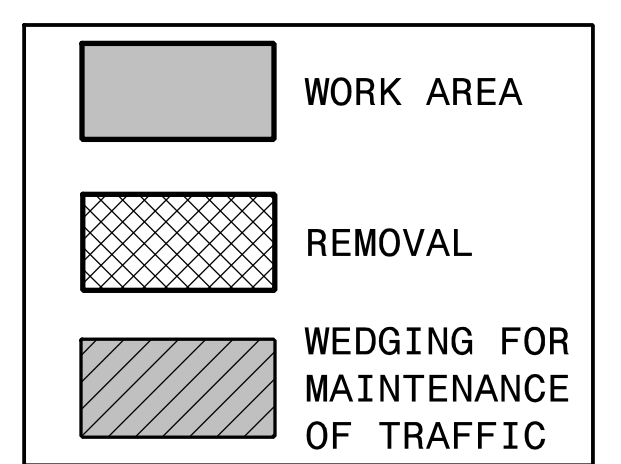 WORK AREA
REMOVAL
WEDGING FOR
MAINTENANCE
OF TRAFFIC